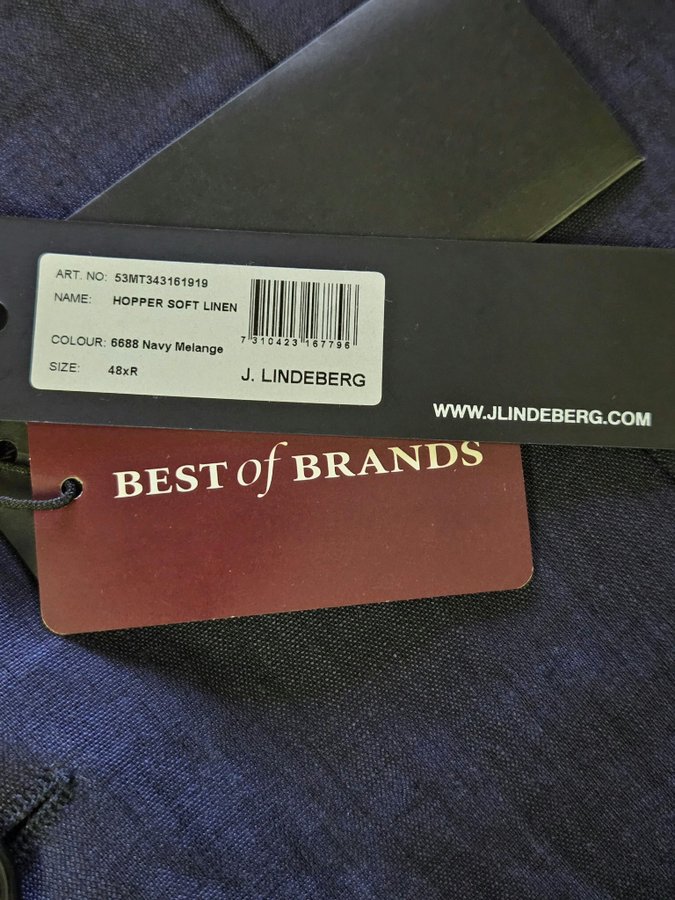 ART. NO: 53MT343161919
NAME: HOPPER SOFT LINEN
7 310423 167796
COLOUR: 6688 Navy Melange
SIZE: 48xR
J. LINDEBERG
WWW.JLINDEBERG.COM
BEST of BRANDS